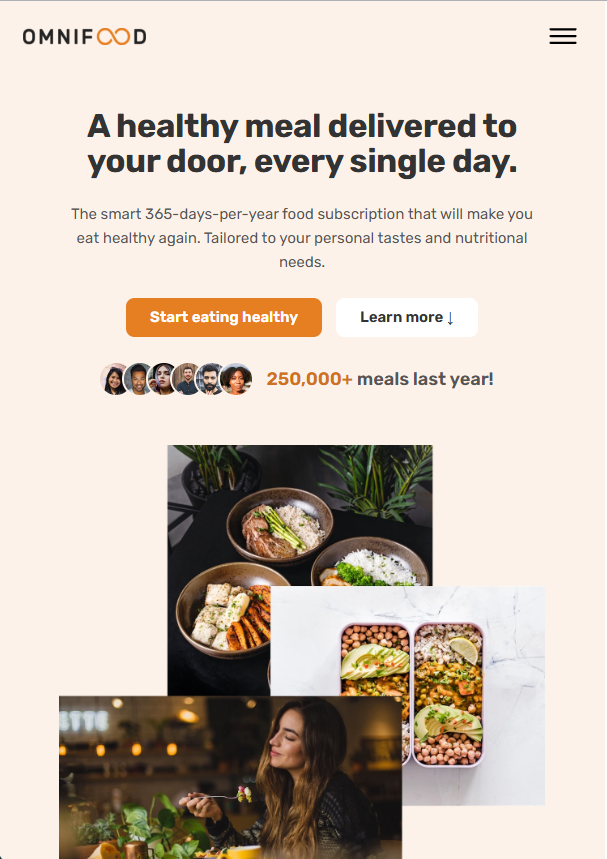 OMNIFOOD
A healthy meal delivered to
your door, every single day.
The smart 365-days-per-year food subscription that will make you
eat healthy again. Tailored to your personal tastes and nutritional
needs.
Start eating healthy
Learn more ↓
250,000+ meals last year!